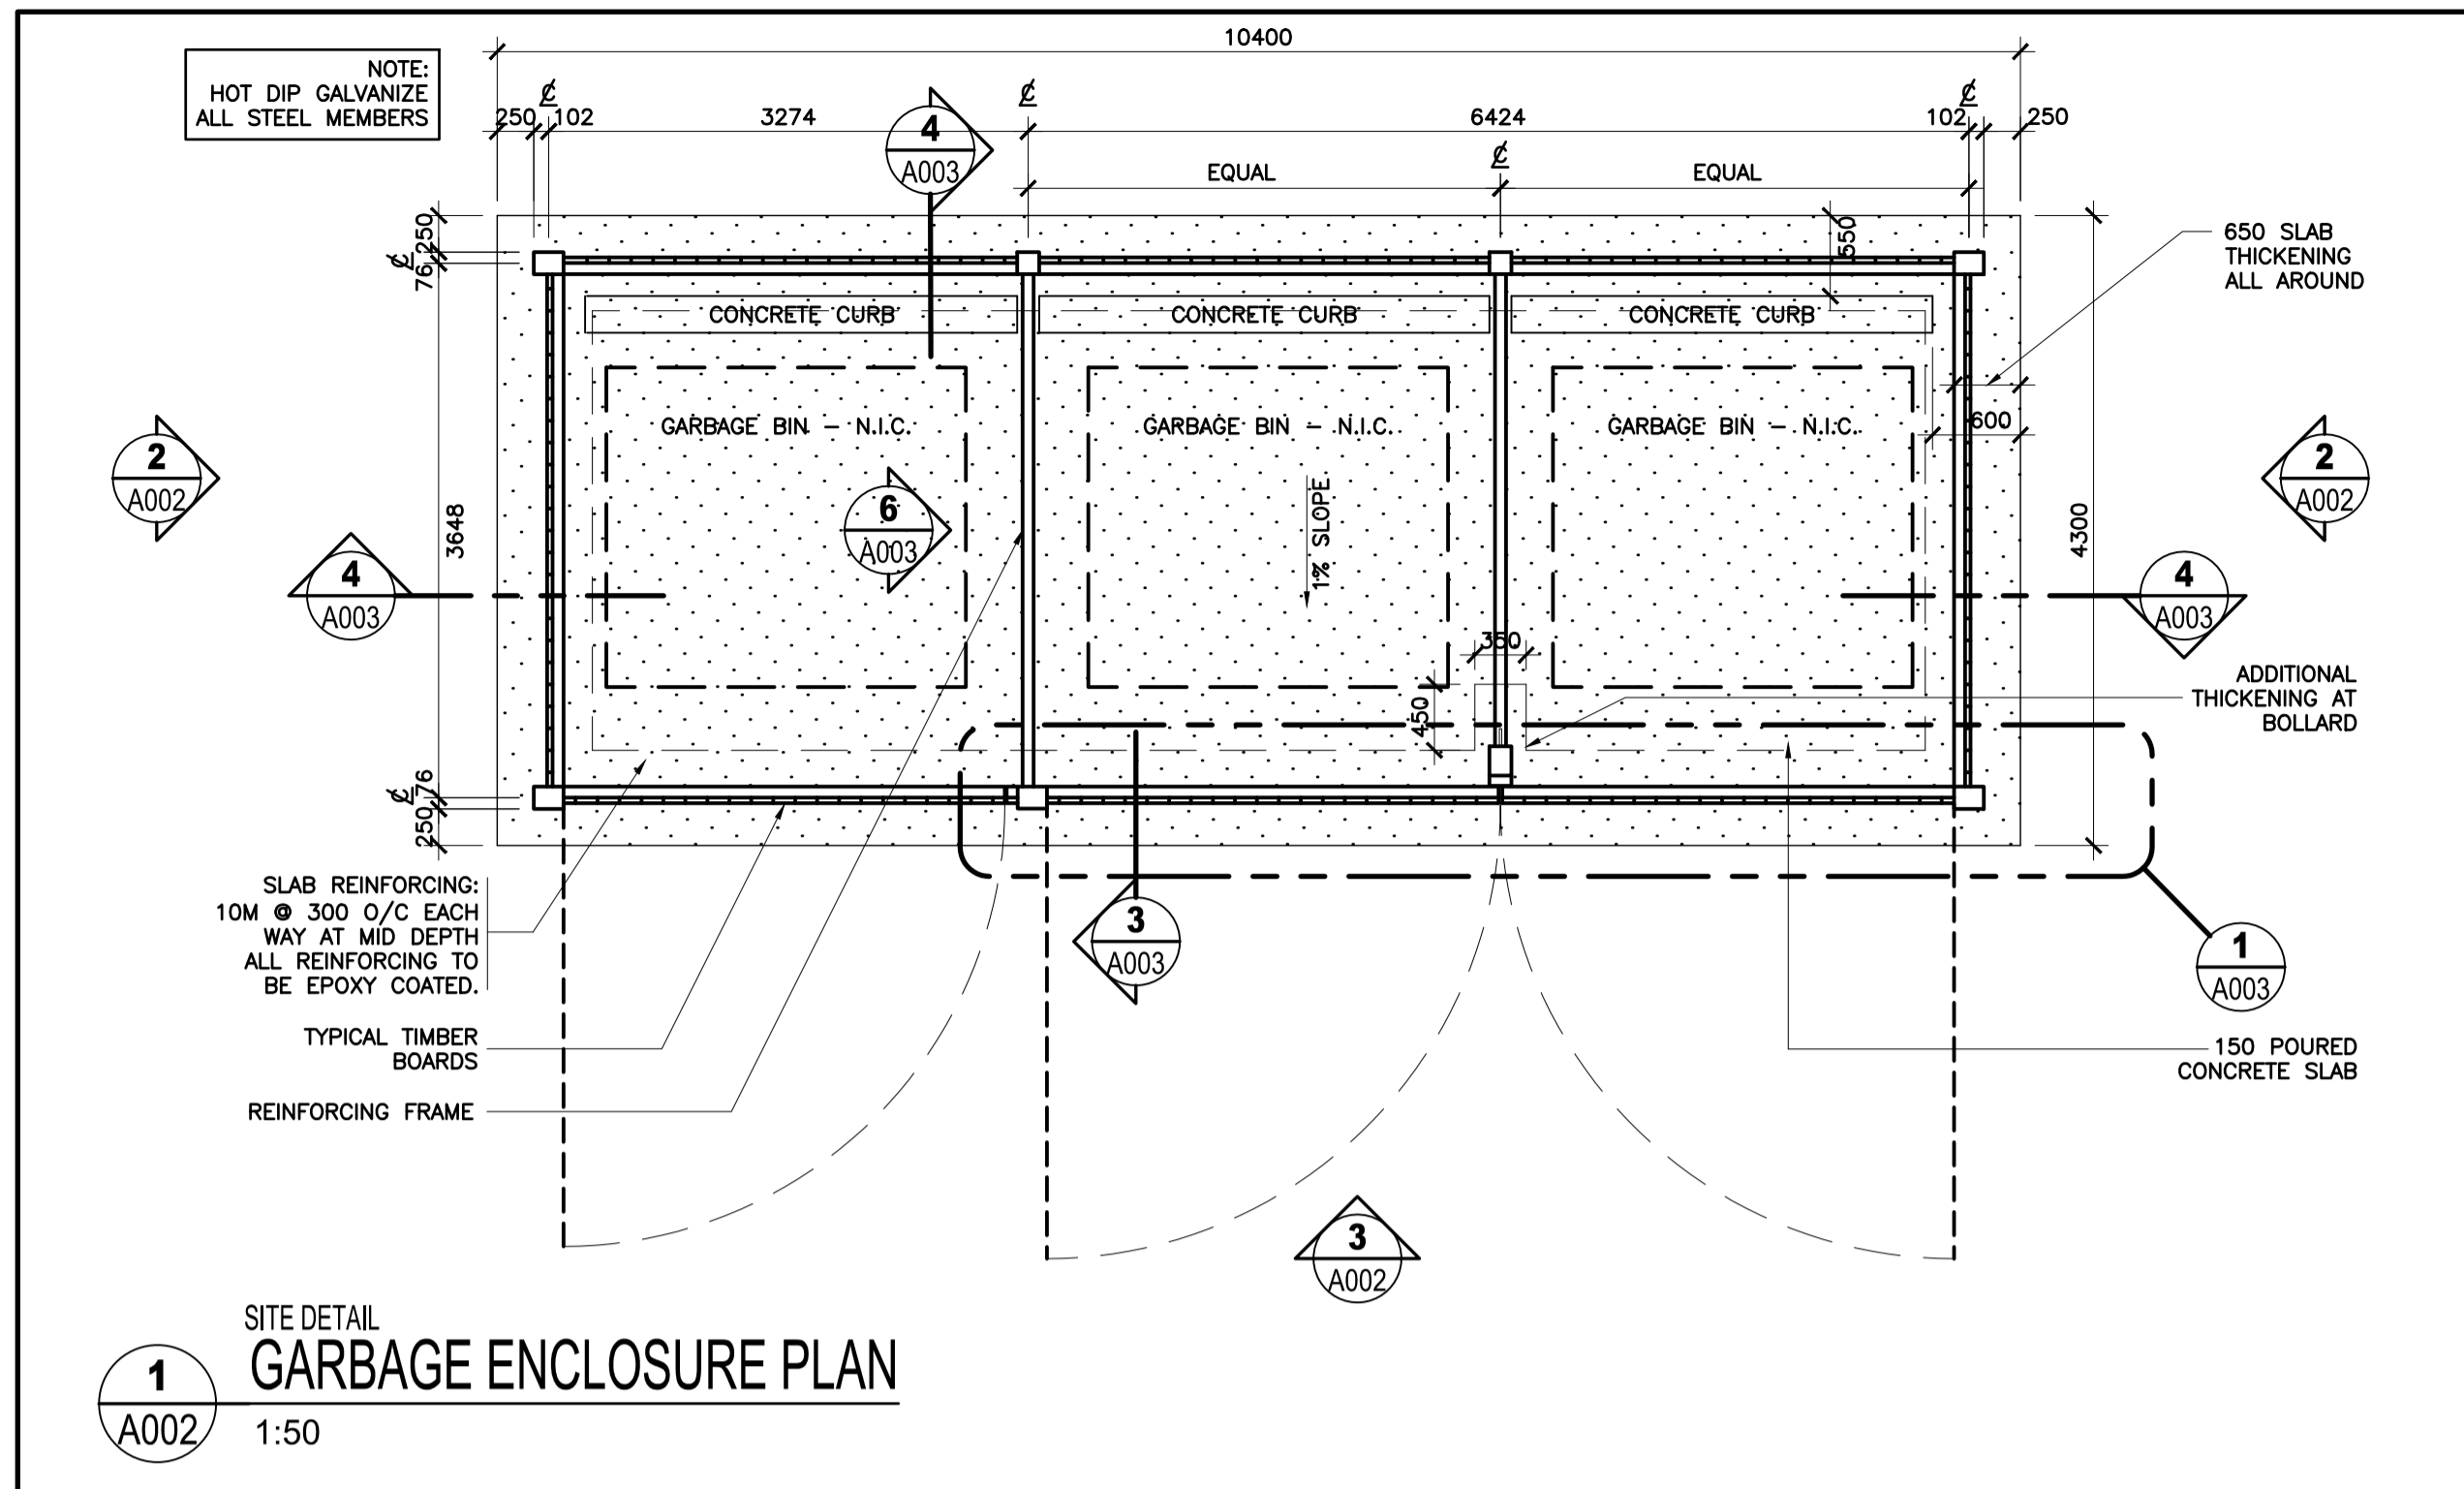 10400
NOTE:
HOT DIP GALVANIZE
ALL STEEL MEMBERS
℄ ℄ ℄
250 102 3274 6424 102 250
4
A003
℄
EQUAL EQUAL
250
℄
76
550
650 SLAB
THICKENING
ALL AROUND
CONCRETE CURB CONCRETE CURB CONCRETE CURB
600
GARBAGE BIN – N.I.C. GARBAGE BIN – N.I.C. GARBAGE BIN – N.I.C.
2
A002
2
A002
6
A003
3648
1% SLOPE
4300
4
A003
4
A003
350
450
ADDITIONAL
THICKENING AT
BOLLARD
76
℄
250
SLAB REINFORCING:
10M @ 300 O/C EACH
WAY AT MID DEPTH
ALL REINFORCING TO
BE EPOXY COATED.
3
A003
1
A003
TYPICAL TIMBER
BOARDS
150 POURED
CONCRETE SLAB
REINFORCING FRAME
3
A002
SITE DETAIL
1
A002
GARBAGE ENCLOSURE PLAN
1:50